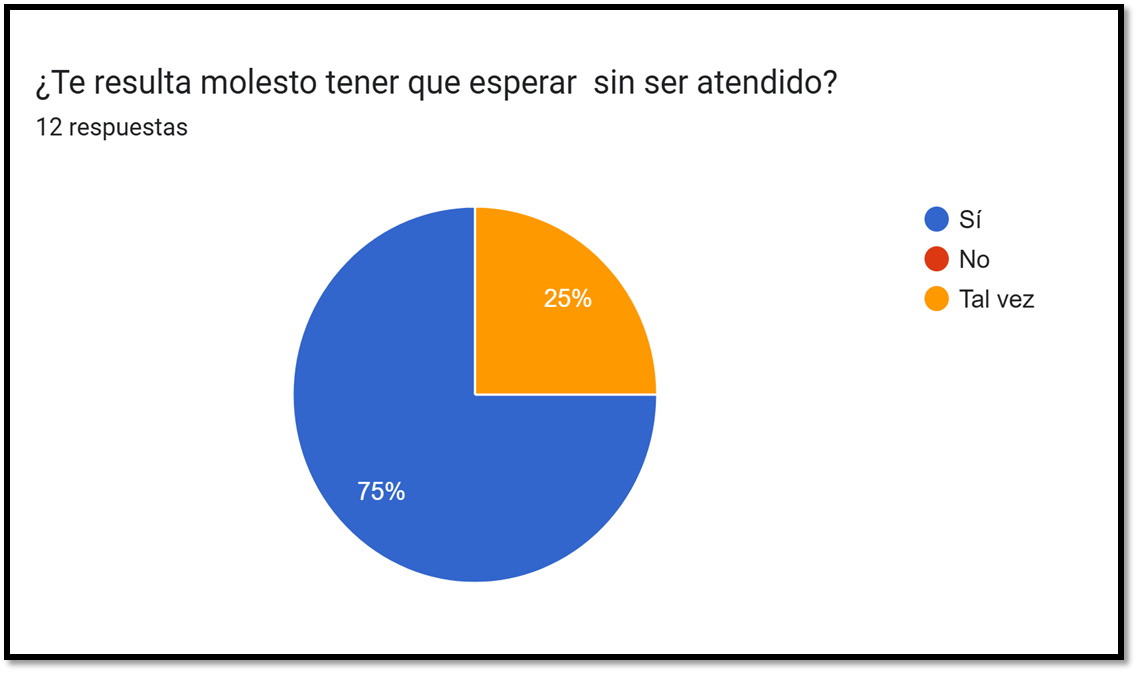 ¿Te resulta molesto tener que esperar  sin ser atendido?
12 respuestas
Sí
No
Tal vez
25%
75%